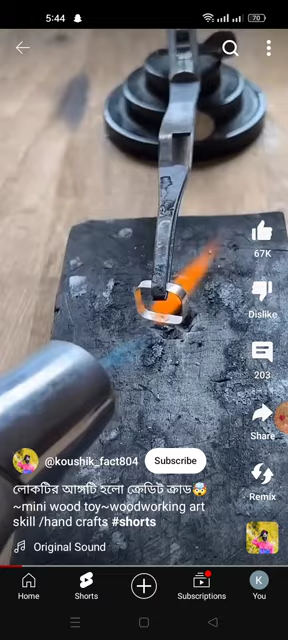 5:44
70
67K
Dislike
203
Share
@koushik_fact804 Subscribe
লোকটির আঙ্গটি হলো ক্রেডিট ক্রাড🤯
~mini wood toy~woodworking art
skill /hand crafts #shorts
Remix
Original Sound
Home Shorts Subscriptions K You